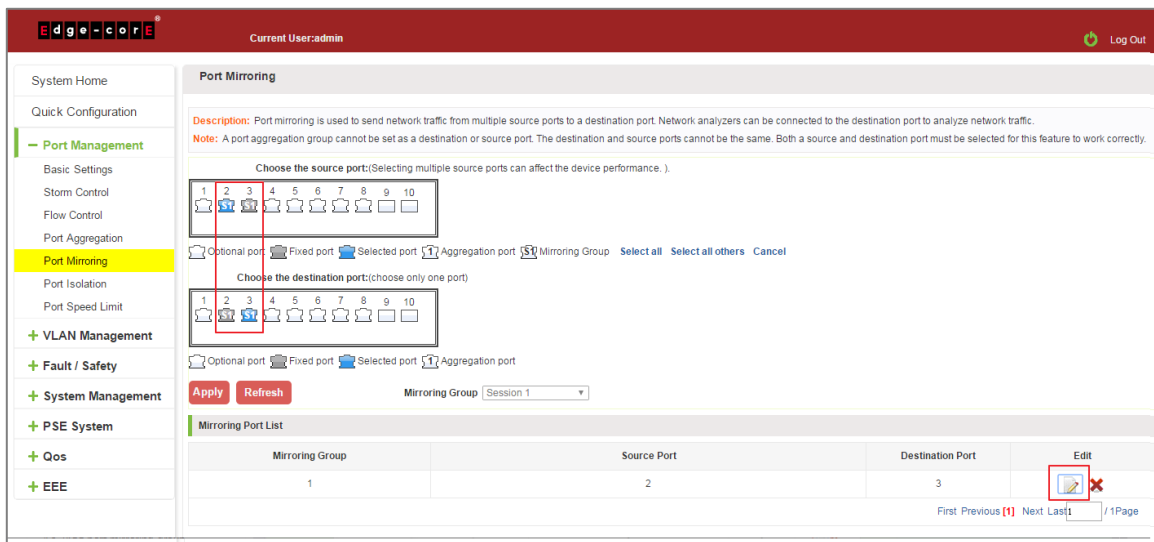 Edge-corE®
Current User:admin
Log Out
System Home
Quick Configuration
− Port Management
Basic Settings
Storm Control
Flow Control
Port Aggregation
Port Mirroring
Port Isolation
Port Speed Limit
+ VLAN Management
+ Fault / Safety
+ System Management
+ PSE System
+ Qos
+ EEE
Port Mirroring
Description: Port mirroring is used to send network traffic from multiple source ports to a destination port. Network analyzers can be connected to the destination port to analyze network traffic.
Note: A port aggregation group cannot be set as a destination or source port. The destination and source ports cannot be the same. Both a source and destination port must be selected for this feature to work correctly.
Choose the source port:(Selecting multiple source ports can affect the device performance. ).
1 2 3 4 5 6 7 8 9 10
S1 S1
Optional port Fixed port Selected port 1 Aggregation port S1 Mirroring Group Select all Select all others Cancel
Choose the destination port:(choose only one port)
1 2 3 4 5 6 7 8 9 10
S1 S1
Optional port Fixed port Selected port 1 Aggregation port
Apply Refresh Mirroring Group Session 1
Mirroring Port List
Mirroring Group Source Port Destination Port Edit
1 2 3
First Previous [1] Next Last 1 / 1Page